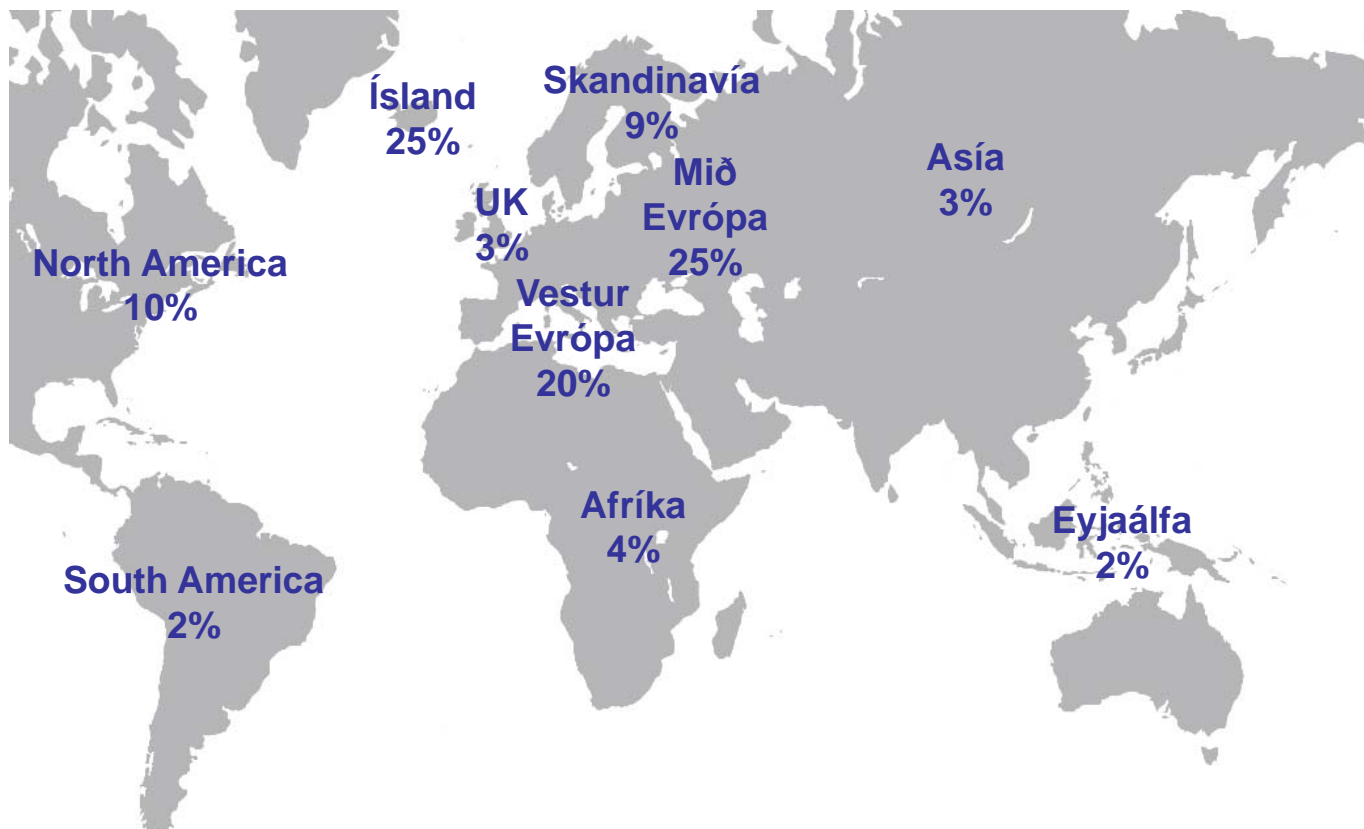 Skandinavía
9%
Ísland
25%
Asía
3%
Mið
Evrópa
25%
UK
3%
North America
10%
Vestur
Evrópa
20%
Afríka
4%
Eyjaálfa
2%
South America
2%